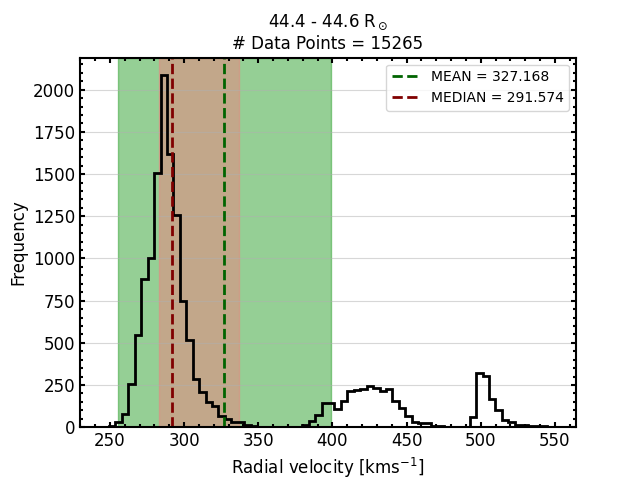 44.4 - 44.6 R⊙
# Data Points = 15265
MEAN = 327.168
MEDIAN = 291.574
Frequency
2000
1750
1500
1250
1000
750
500
250
0
250 300 350 400 450 500 550
Radial velocity [kms⁻¹]